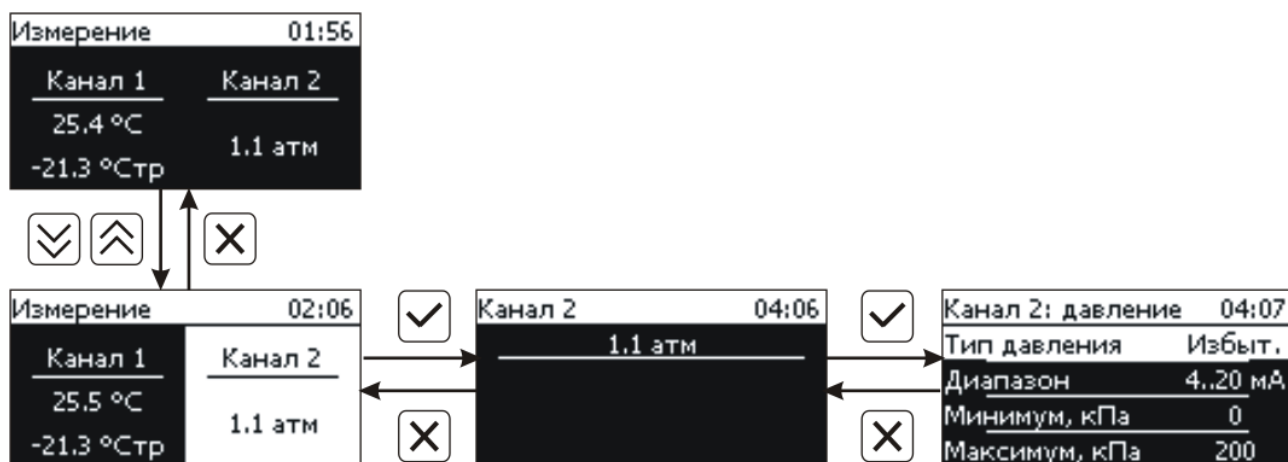 Измерение 01:56
Канал 1 Канал 2
25.4 °C
1.1 атм
-21.3 °Cтр
Измерение 02:06
Канал 1 Канал 2
25.5 °C
1.1 атм
-21.3 °Cтр
Канал 2 04:06
1.1 атм
Канал 2: давление 04:07
Тип давления Избыт.
Диапазон 4..20 мА
Минимум, кПа 0
Максимум, кПа 200